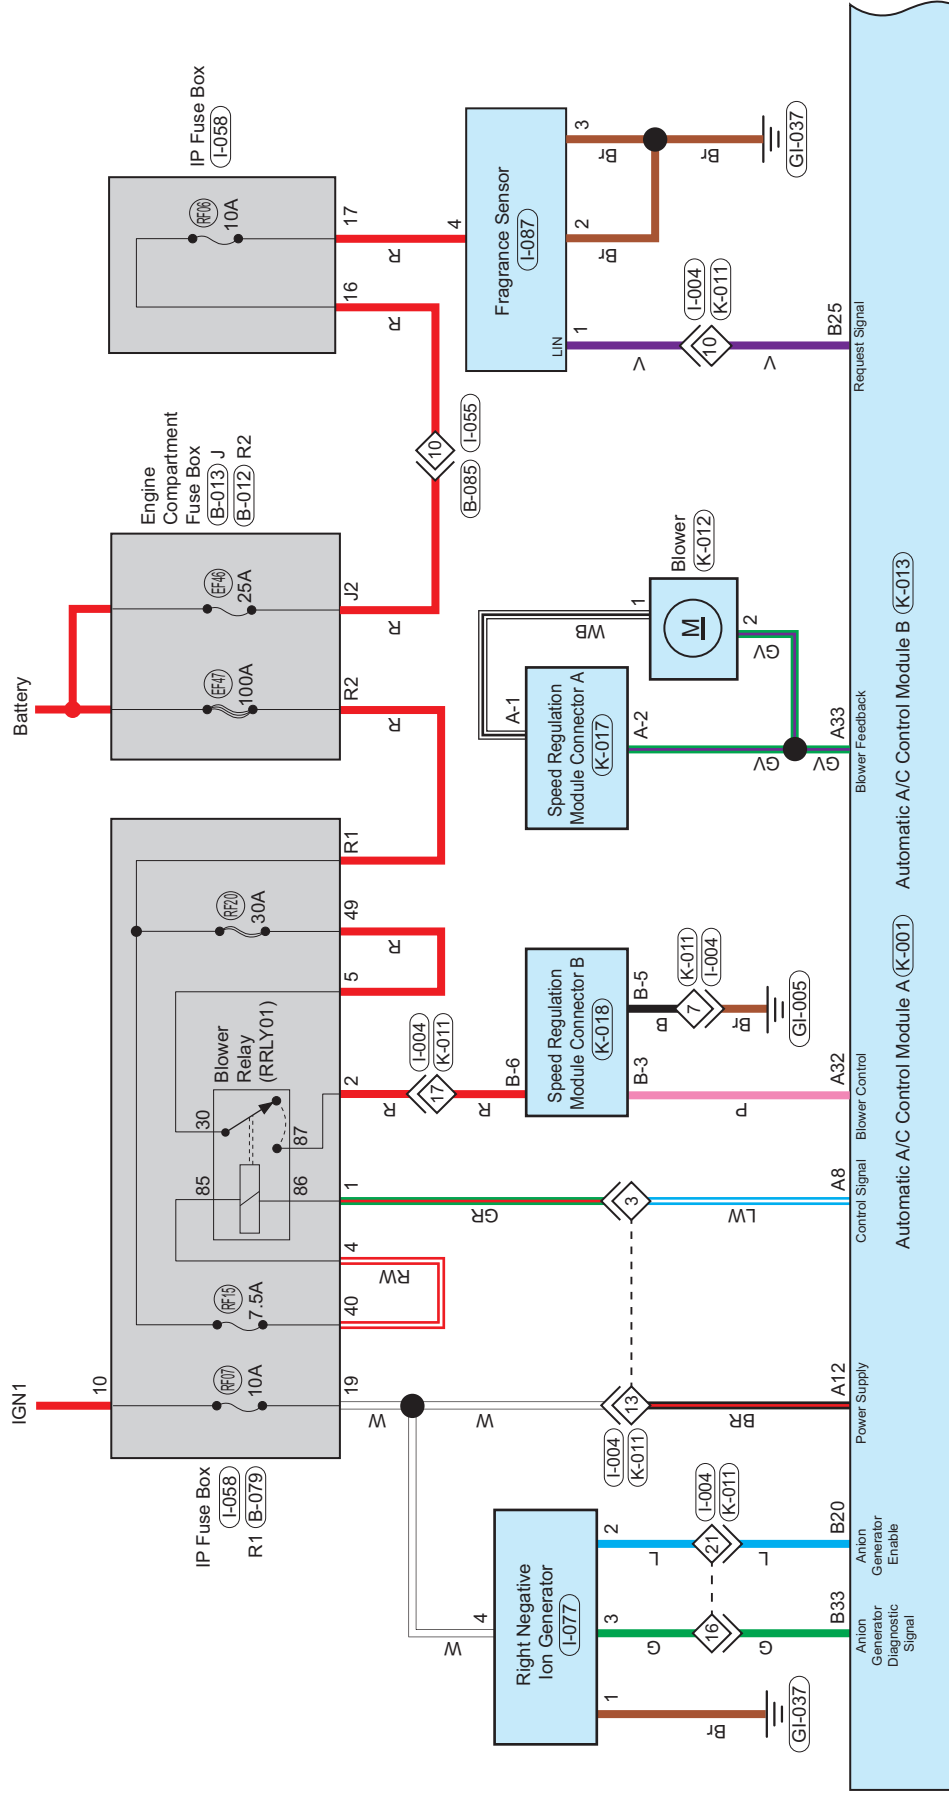 IGN1
10
RF07
10A
19
RF15
7.5A
40
4
RW
85
86
30
87
Blower
Relay
(RRLY01)
1
2
5
RF20
30A
49
R
R1
IP Fuse Box
I-058
R1 B-079
Battery
EF47
100A
EF46
25A
R2
R
J2
R
Engine
Compartment
Fuse Box
B-013 J
B-012 R2
10
B-085
I-055
IP Fuse Box
I-058
RF06
10A
16
R
17
R
W
W
W
4
Right Negative
Ion Generator
I-077
1
Br
GI-037
3
G
16
G
2
L
21
L
I-004
K-011
I-004
K-011
13
BR
GR
3
LW
R
17
R
I-004
K-011
B-6
Speed Regulation
Module Connector B
K-018
B-3
P
B-5
B
7
K-011
I-004
Br
GI-005
A-1
Speed Regulation
Module Connector A
K-017
A-2
GV
GV
GV
WB
1
M
2
Blower
K-012
4
Fragrance Sensor
I-087
LIN
1
V
10
I-004
K-011
V
2
Br
3
Br
Br
GI-037
B33
Anion
Generator
Diagnostic
Signal
B20
Anion
Generator
Enable
A12
Power Supply
A8
Control Signal
A32
Blower Control
A33
Blower Feedback
B25
Request Signal
Automatic A/C Control Module A K-001
Automatic A/C Control Module B K-013